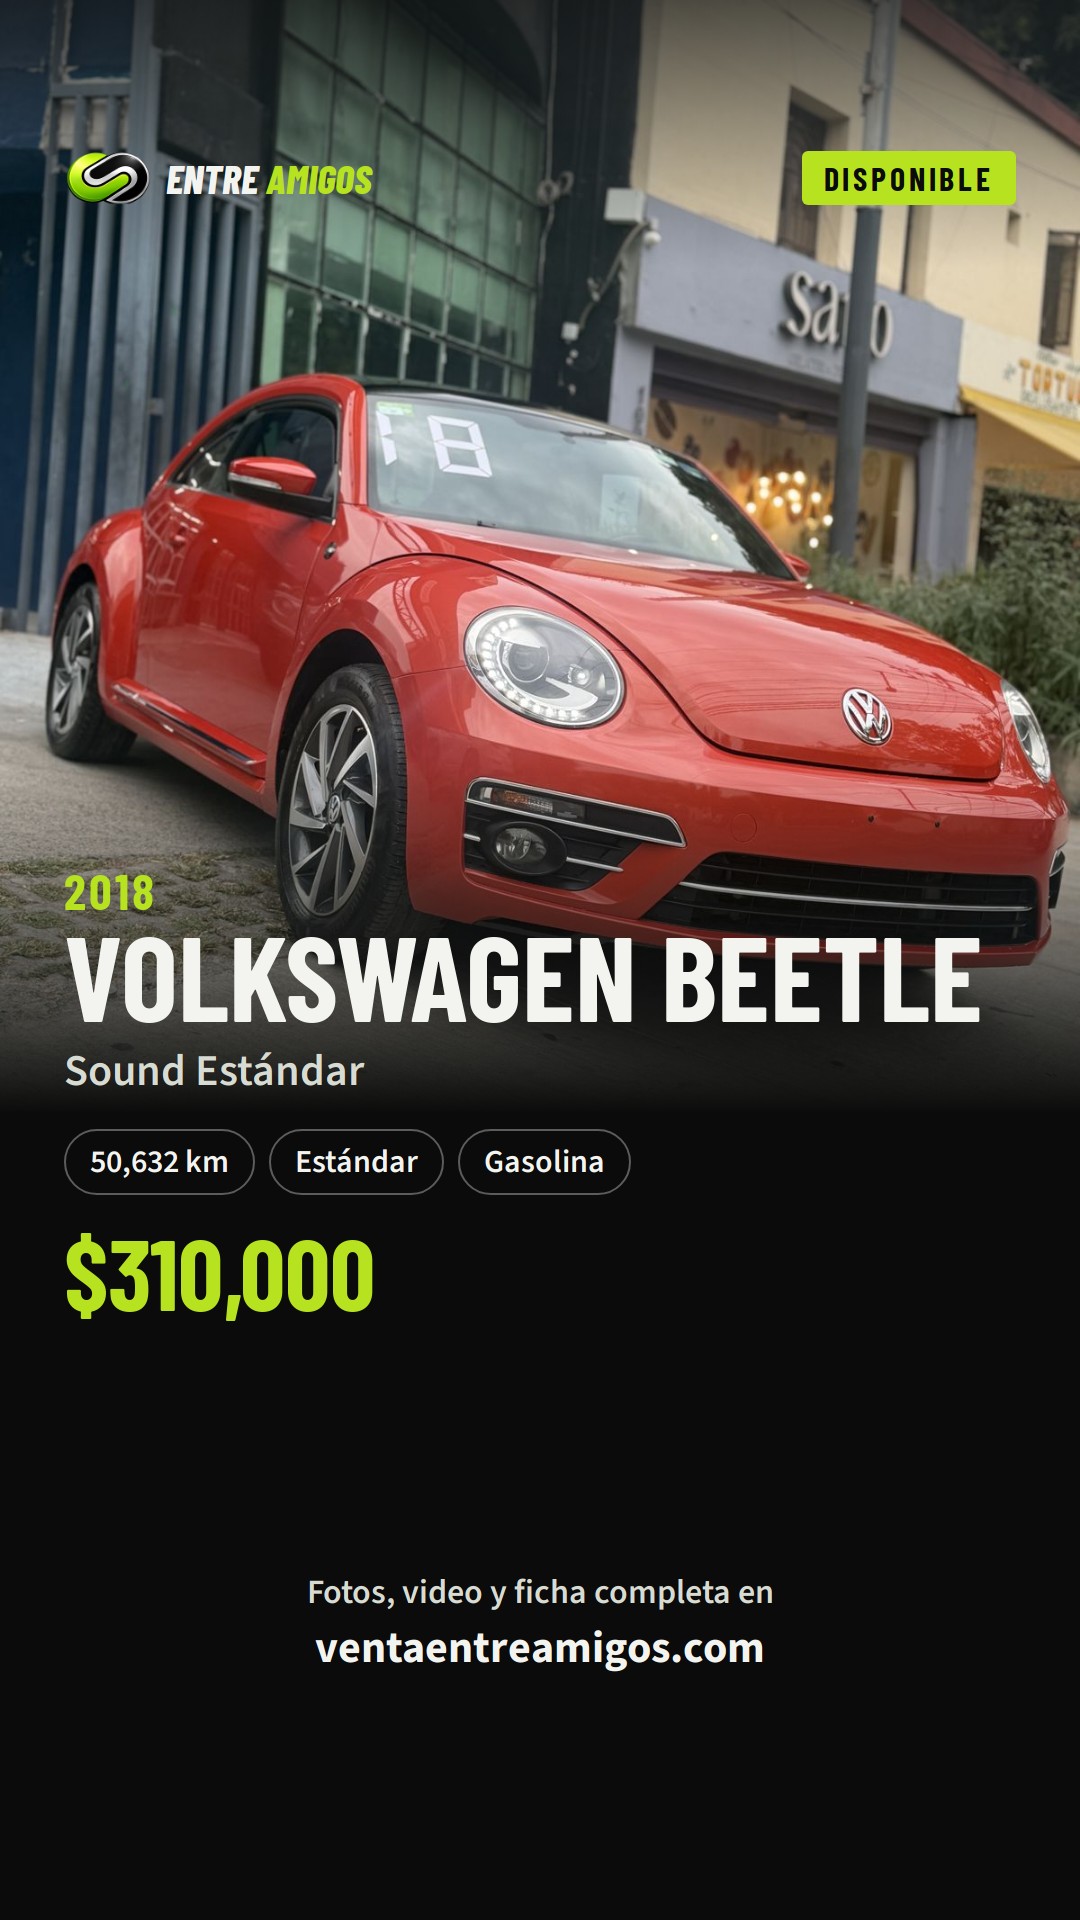 ENTRE AMIGOS
DISPONIBLE
18
2018
VOLKSWAGEN BEETLE
Sound Estándar
50,632 km
Estándar
Gasolina
$310,000
Fotos, video y ficha completa en
ventaentreamigos.com